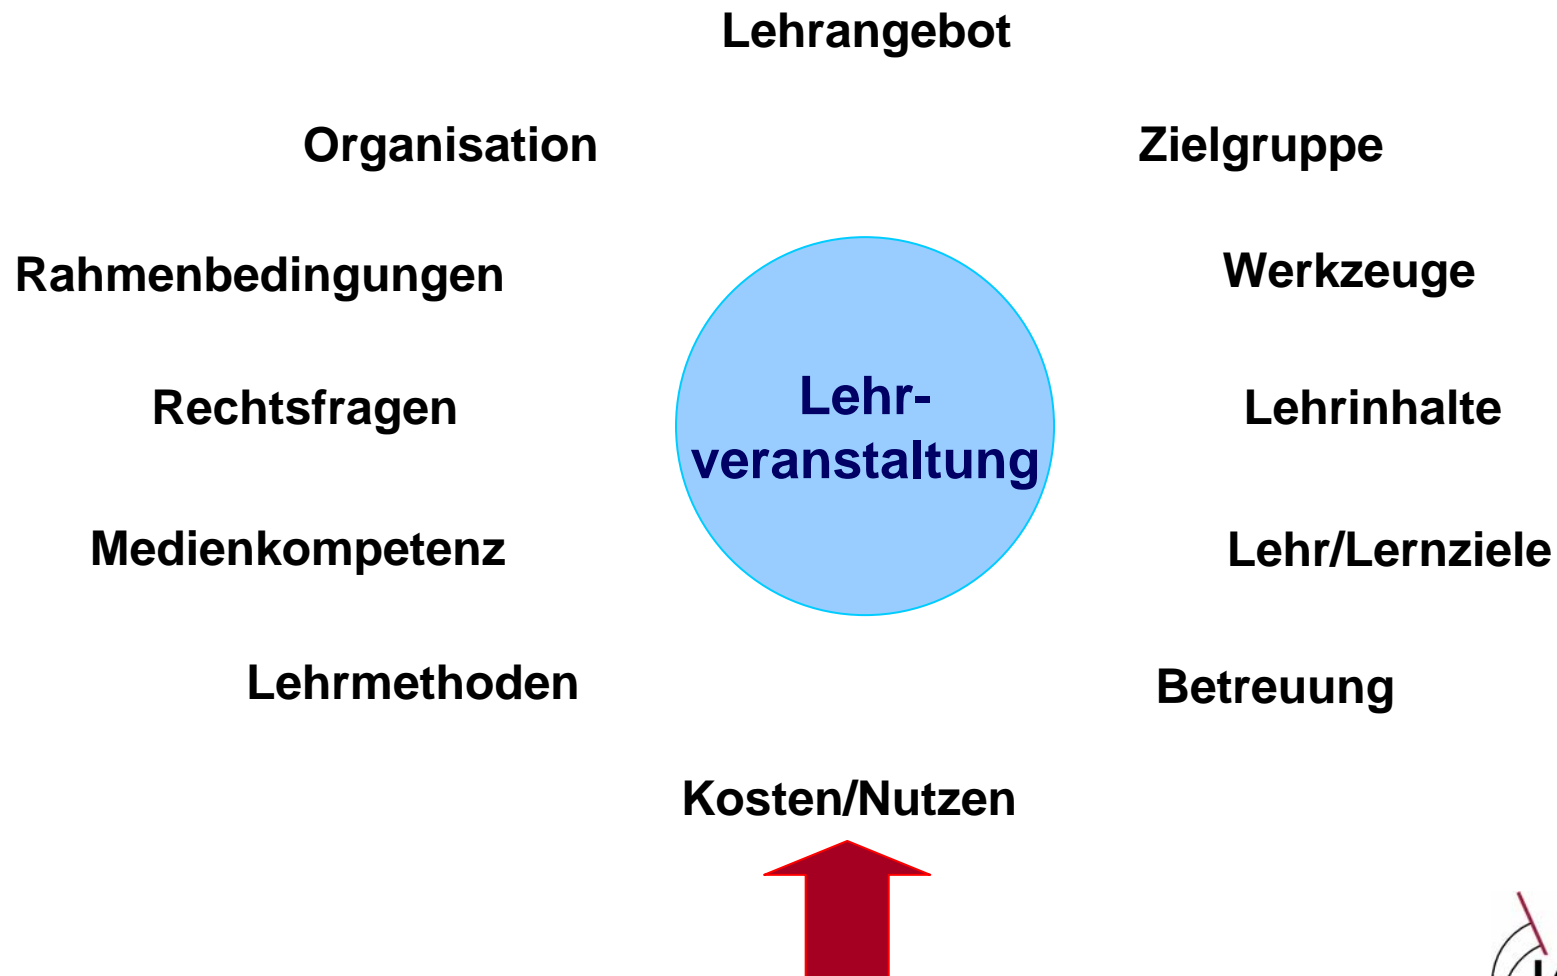 Lehrangebot
Organisation
Zielgruppe
Rahmenbedingungen
Werkzeuge
Rechtsfragen
Lehr-
veranstaltung
Lehrinhalte
Medienkompetenz
Lehr/Lernziele
Lehrmethoden
Betreuung
Kosten/Nutzen